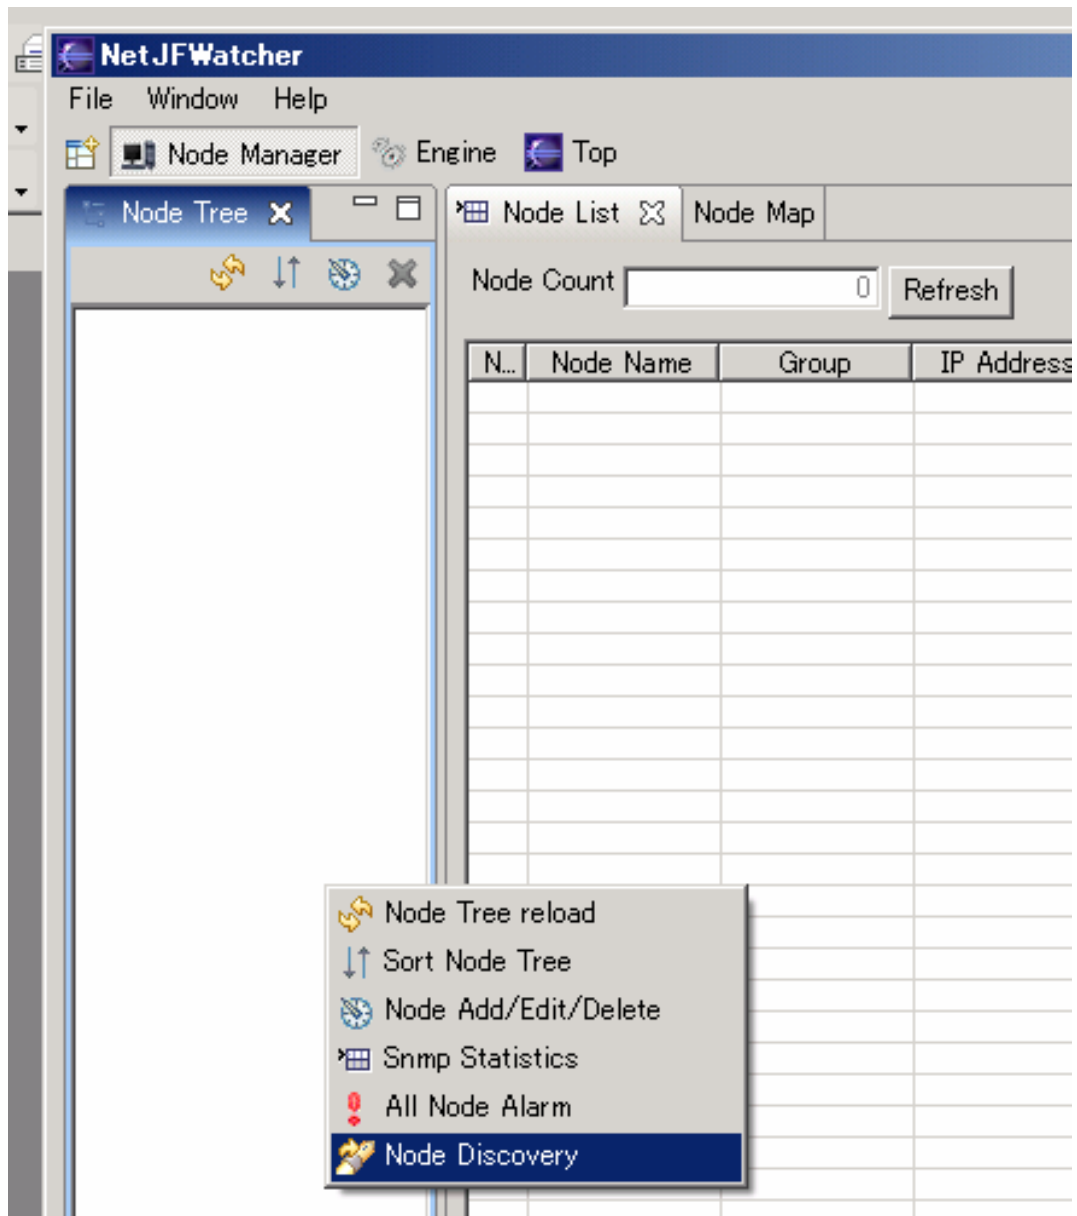 NetJFWatcher
File Window Help
Node Manager Engine Top
Node Tree Node List Node Map
Node Count 0 Refresh
N... Node Name Group IP Address
Node Tree reload
Sort Node Tree
Node Add/Edit/Delete
Snmp Statistics
All Node Alarm
Node Discovery